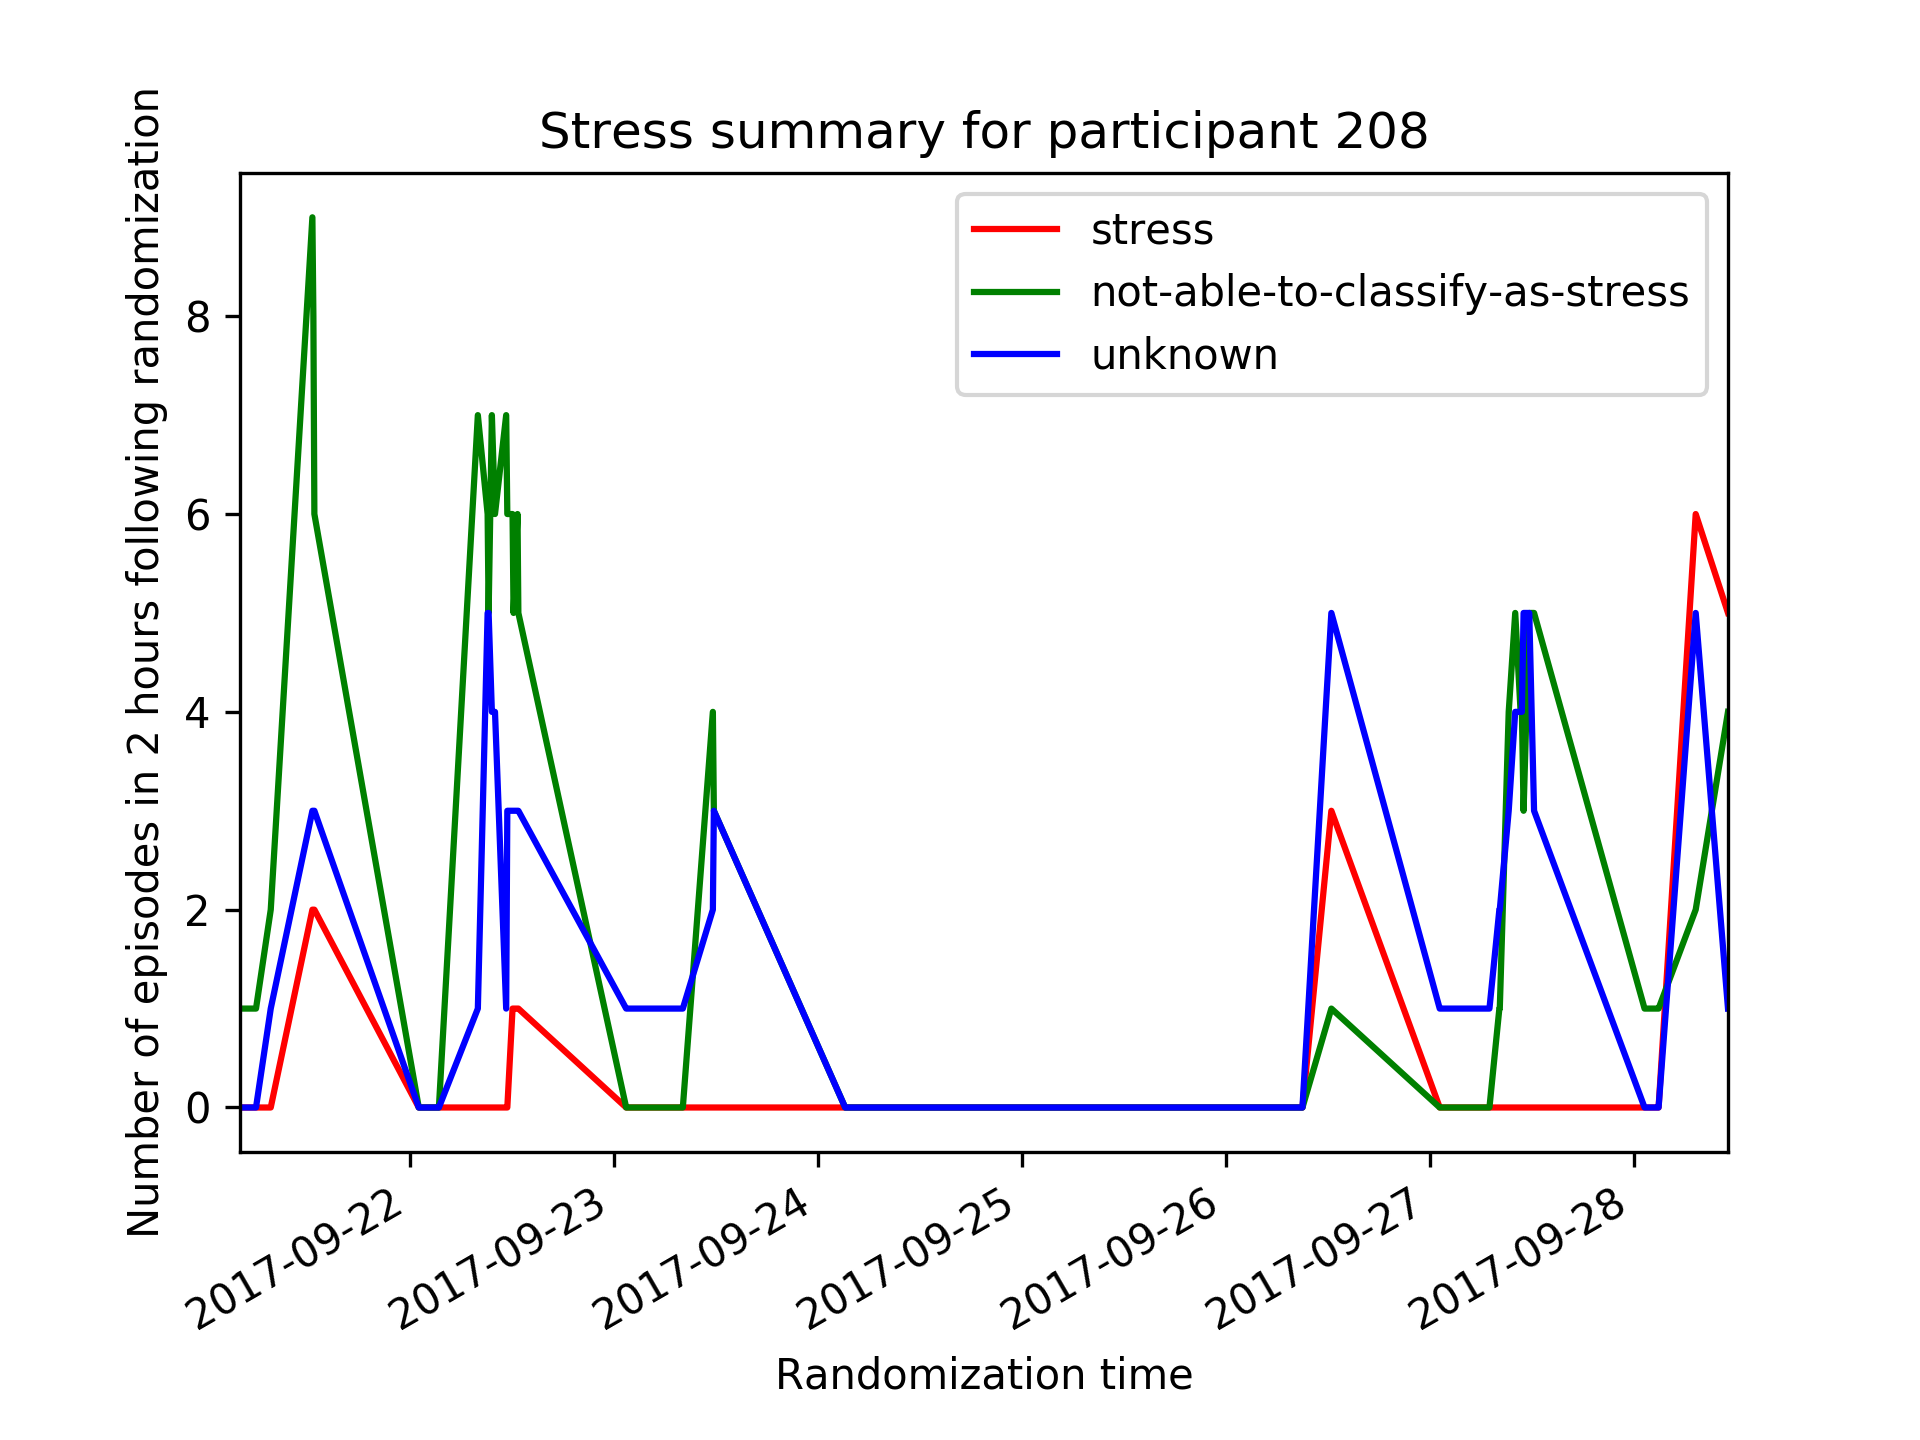 Stress summary for participant 208
stress
not-able-to-classify-as-stress
unknown
Number of episodes in 2 hours following randomization
8
6
4
2
0
2017-09-22
2017-09-23
2017-09-24
2017-09-25
2017-09-26
2017-09-27
2017-09-28
Randomization time